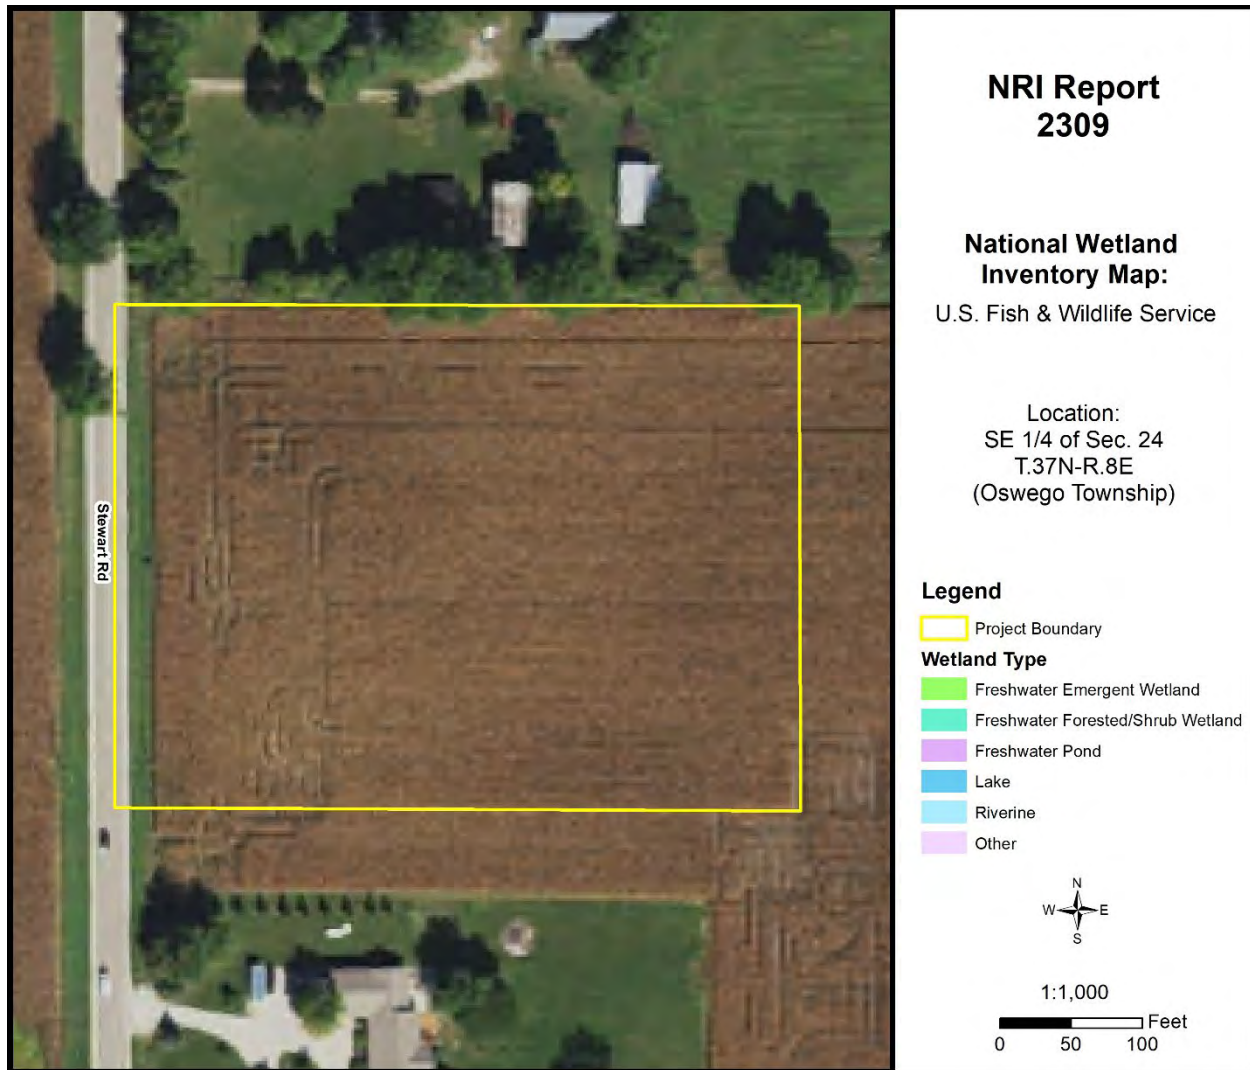 NRI Report
2309
National Wetland
Inventory Map:
U.S. Fish & Wildlife Service
Location:
SE 1/4 of Sec. 24
T.37N-R.8E
(Oswego Township)
Stewart Rd
Legend
Project Boundary
Wetland Type
Freshwater Emergent Wetland
Freshwater Forested/Shrub Wetland
Freshwater Pond
Lake
Riverine
Other
N
W E
S
1:1,000
Feet
0 50 100